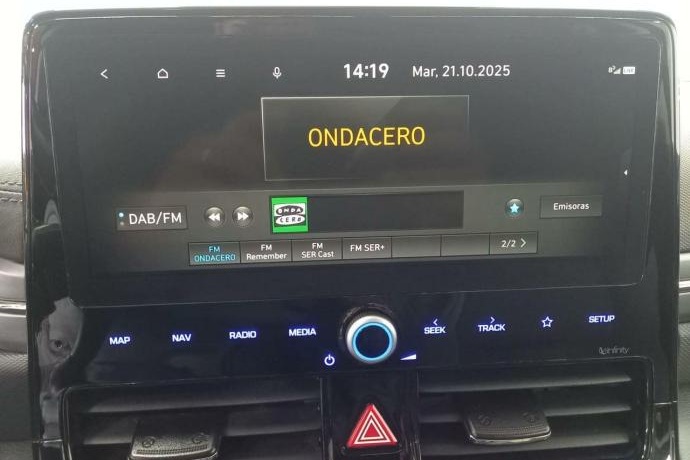 14:19 Mar, 21.10.2025
ONDACERO
DAB/FM
ONDA
CERO
Emisoras
FM
ONDACERO
FM
Remember
FM
SER Cast
FM SER+
2/2
MAP NAV RADIO MEDIA SEEK TRACK SETUP
infinity